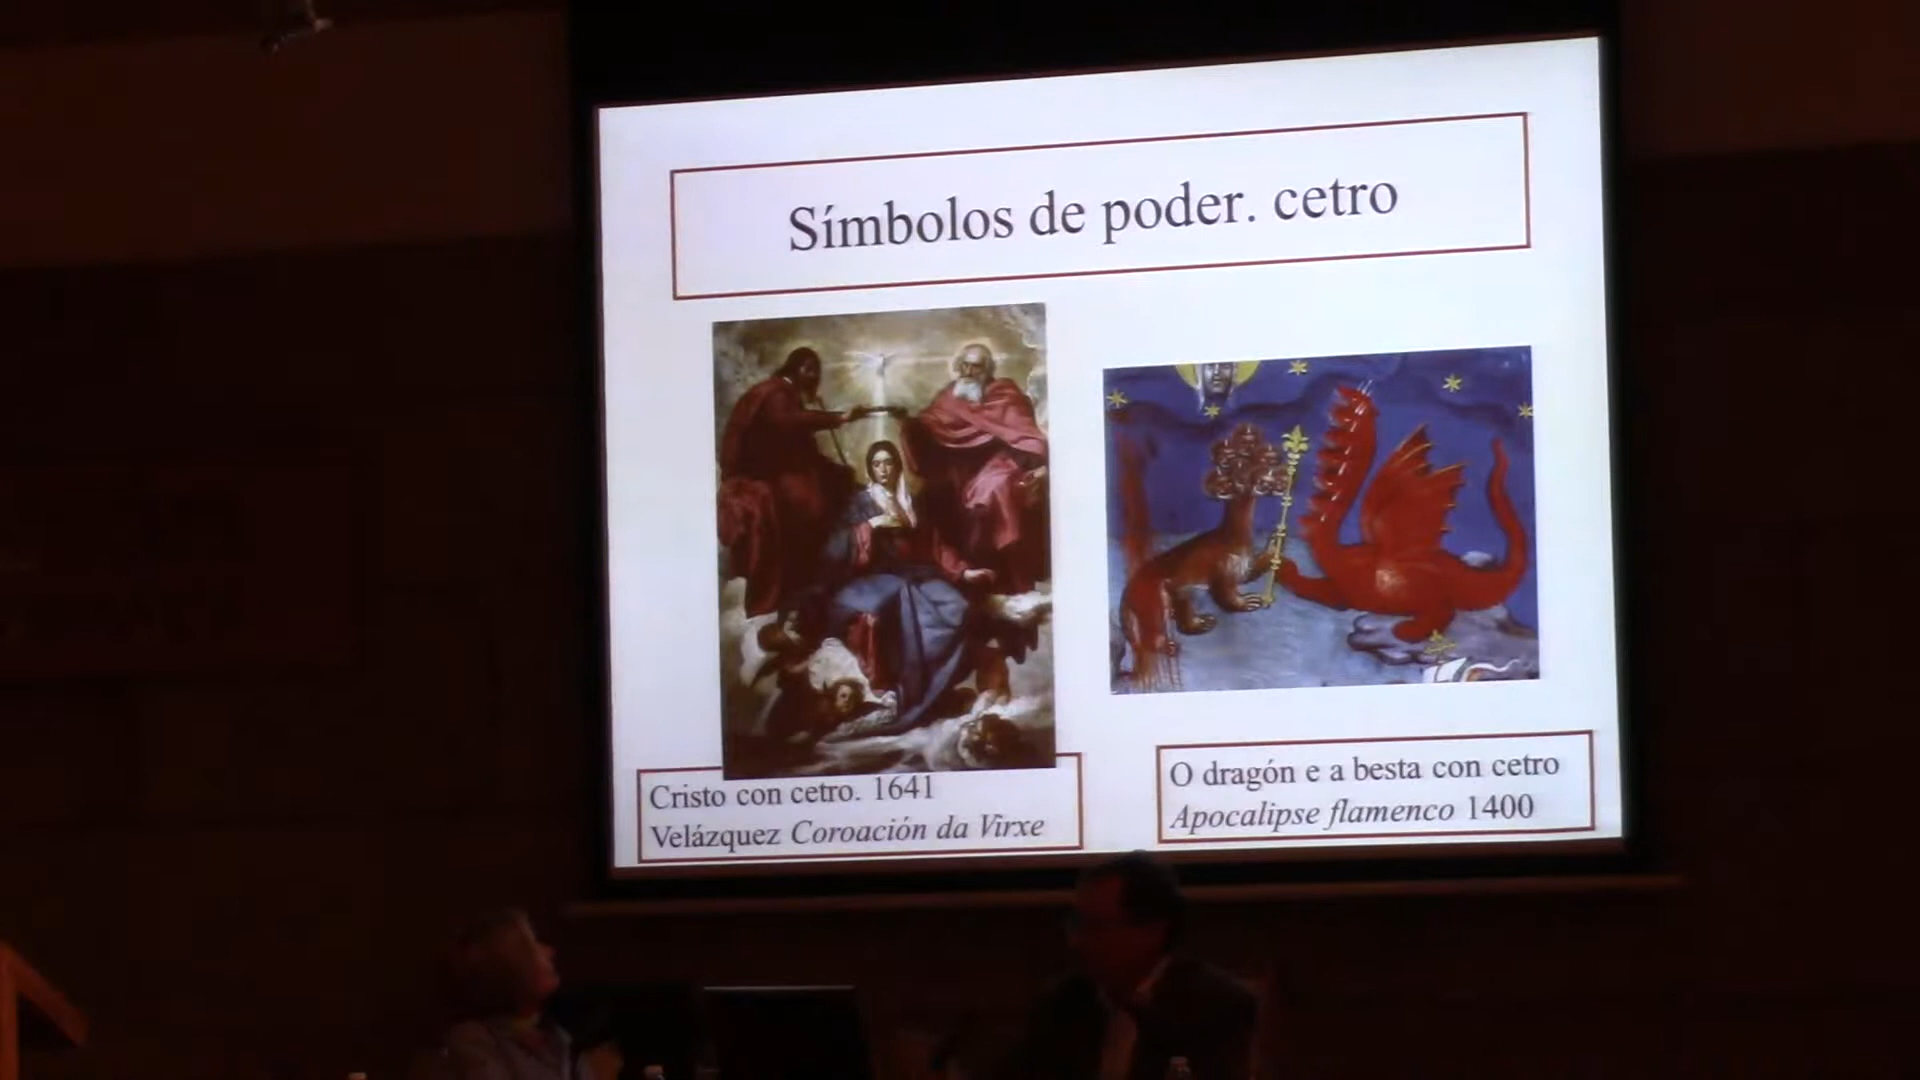 Símbolos de poder. cetro
Cristo con cetro. 1641
Velázquez Coroación da Virxe
O dragón e a besta con cetro
Apocalipse flamenco 1400